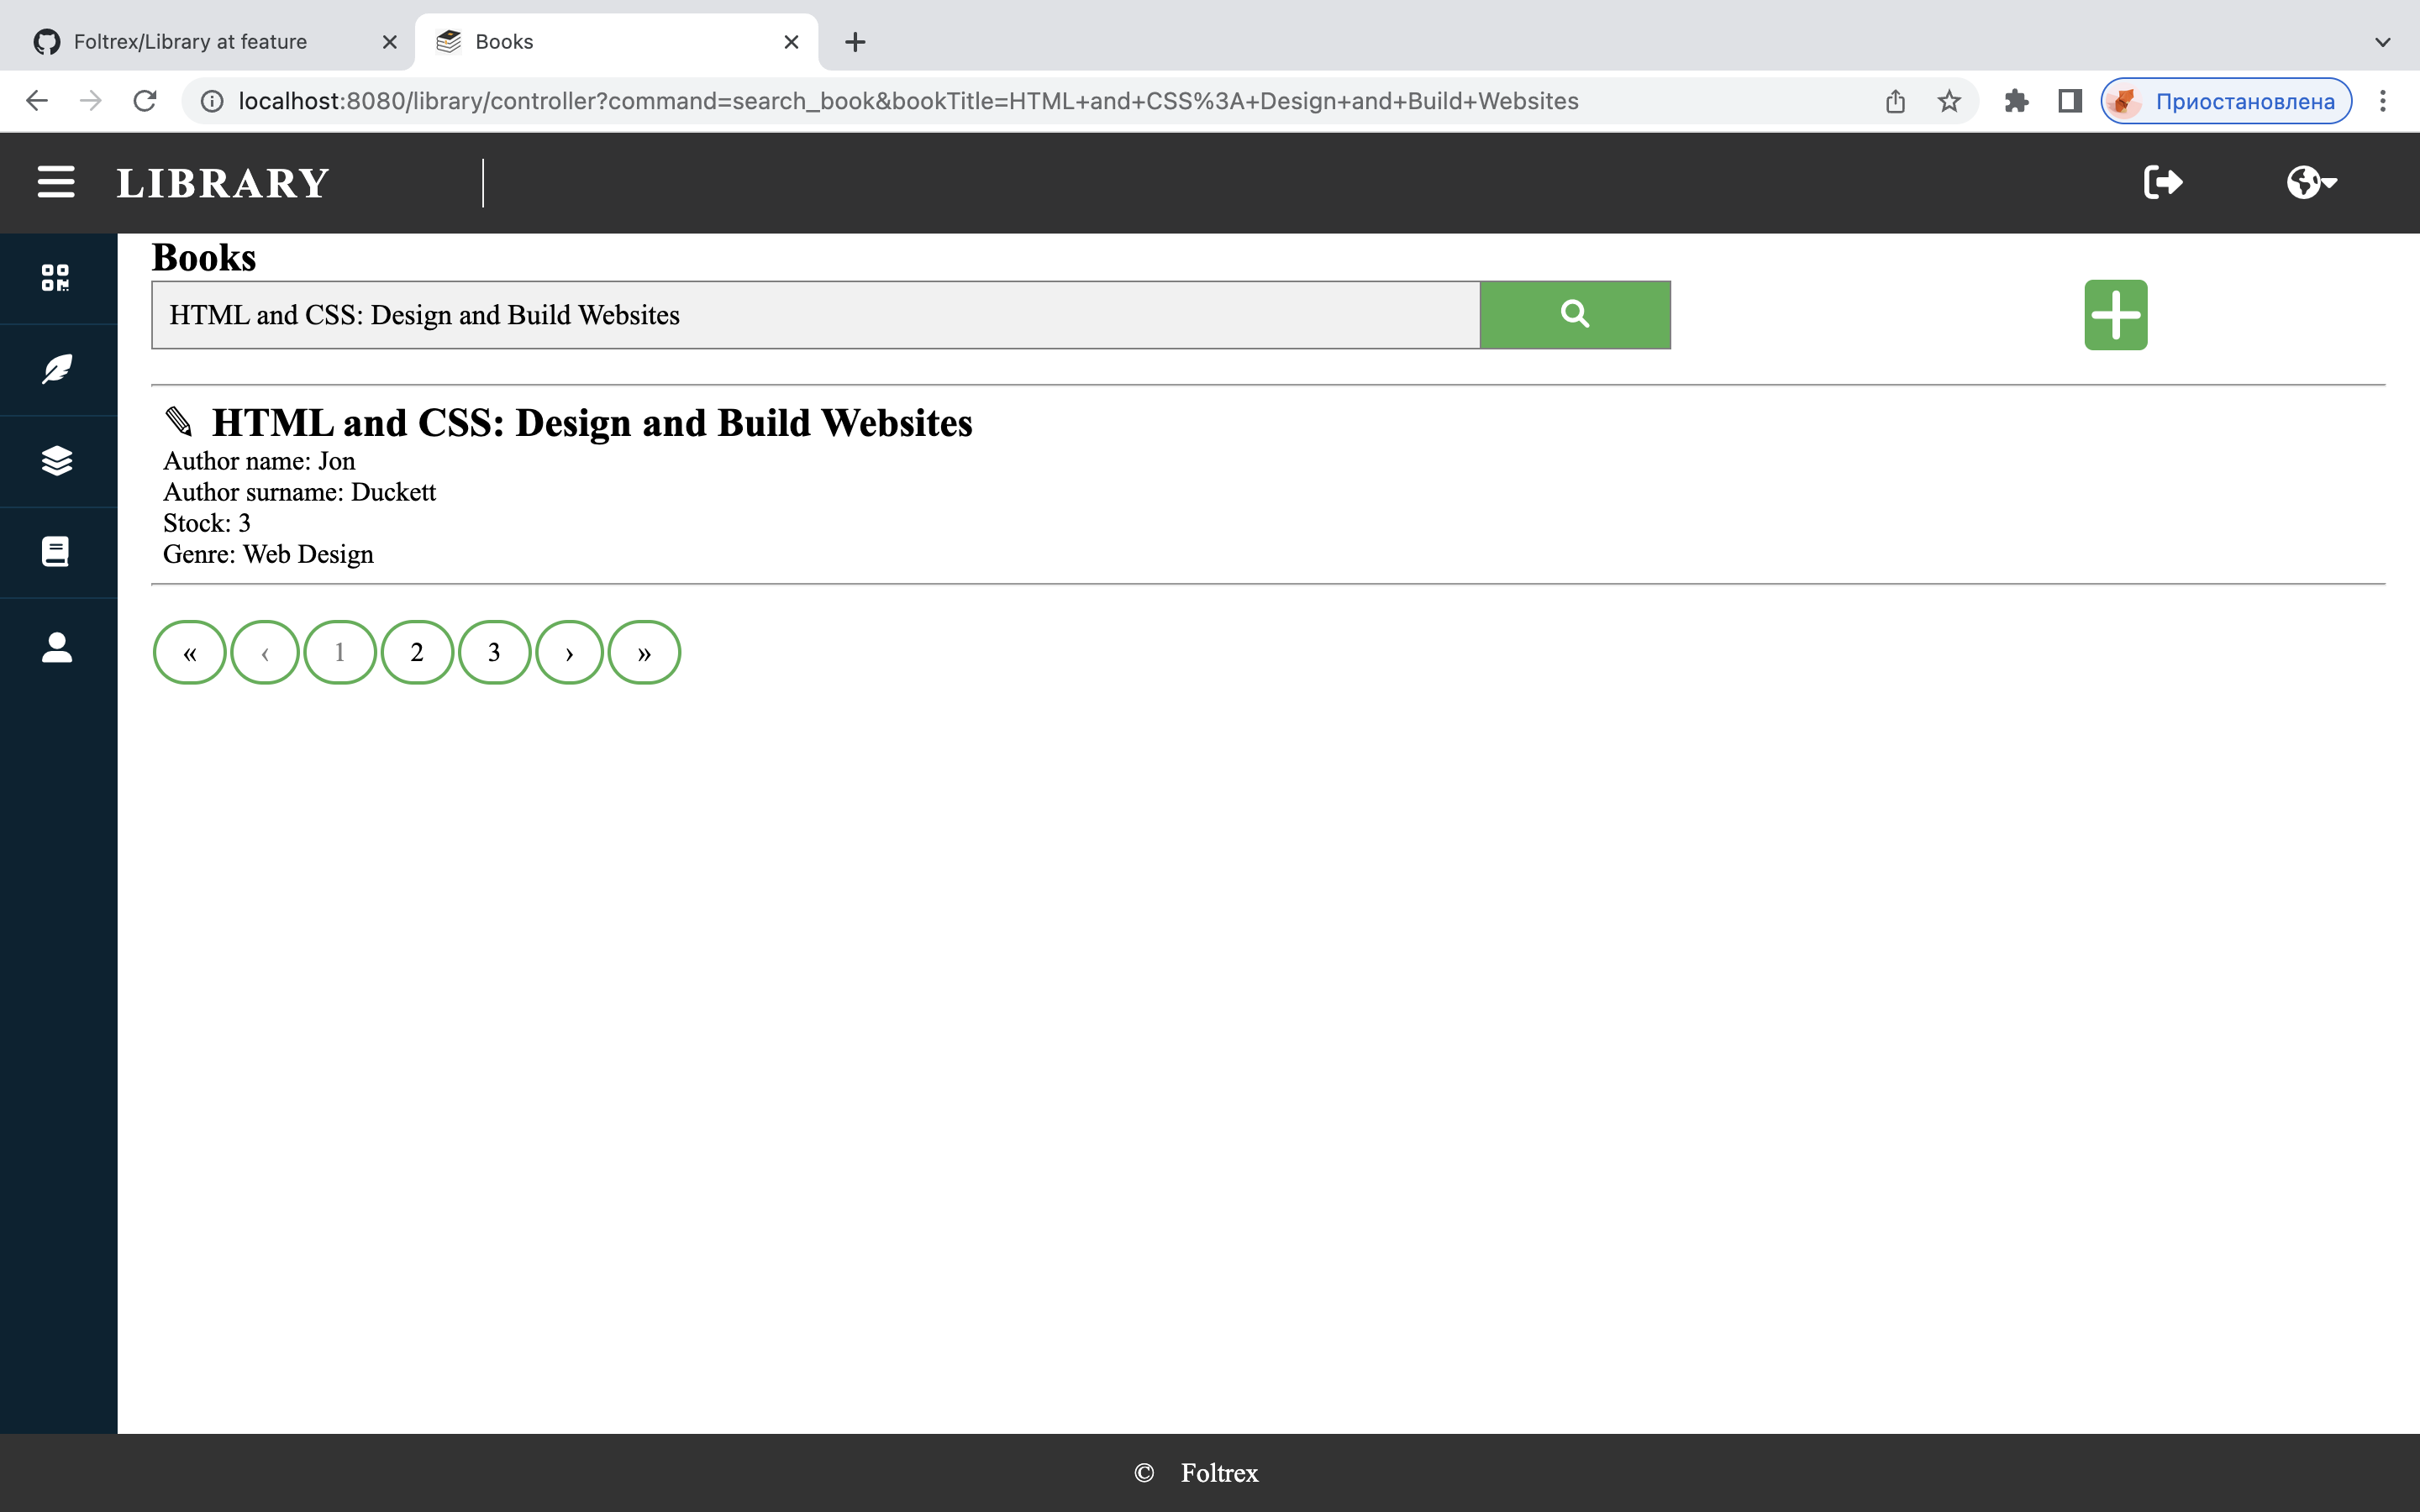 Foltrex/Library at feature
Books
localhost:8080/library/controller?command=search_book&bookTitle=HTML+and+CSS%3A+Design+and+Build+Websites
Приостановлена
LIBRARY
Books
HTML and CSS: Design and Build Websites
✎ HTML and CSS: Design and Build Websites
Author name: Jon
Author surname: Duckett
Stock: 3
Genre: Web Design
« ‹ 1 2 3 › »
© Foltrex